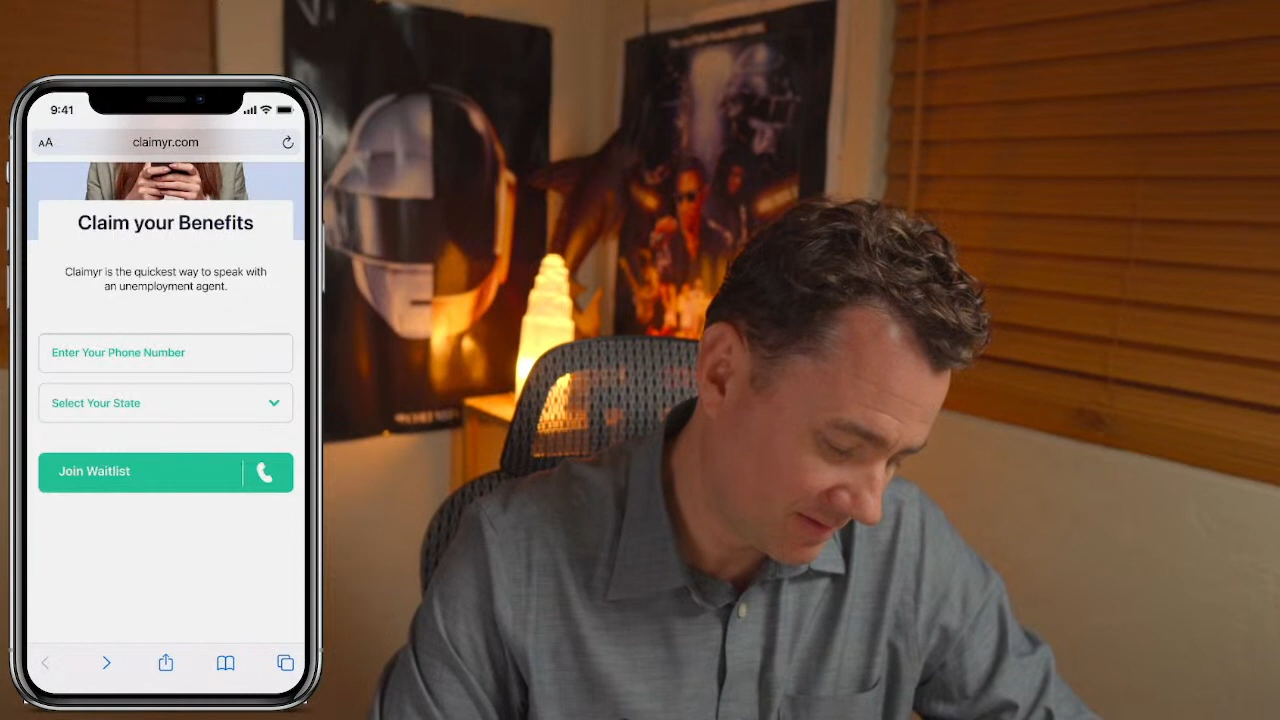 9:41
AA
claimyr.com
Claim your Benefits
Claimyr is the quickest way to speak with
an unemployment agent.
Enter Your Phone Number
Select Your State
Join Waitlist